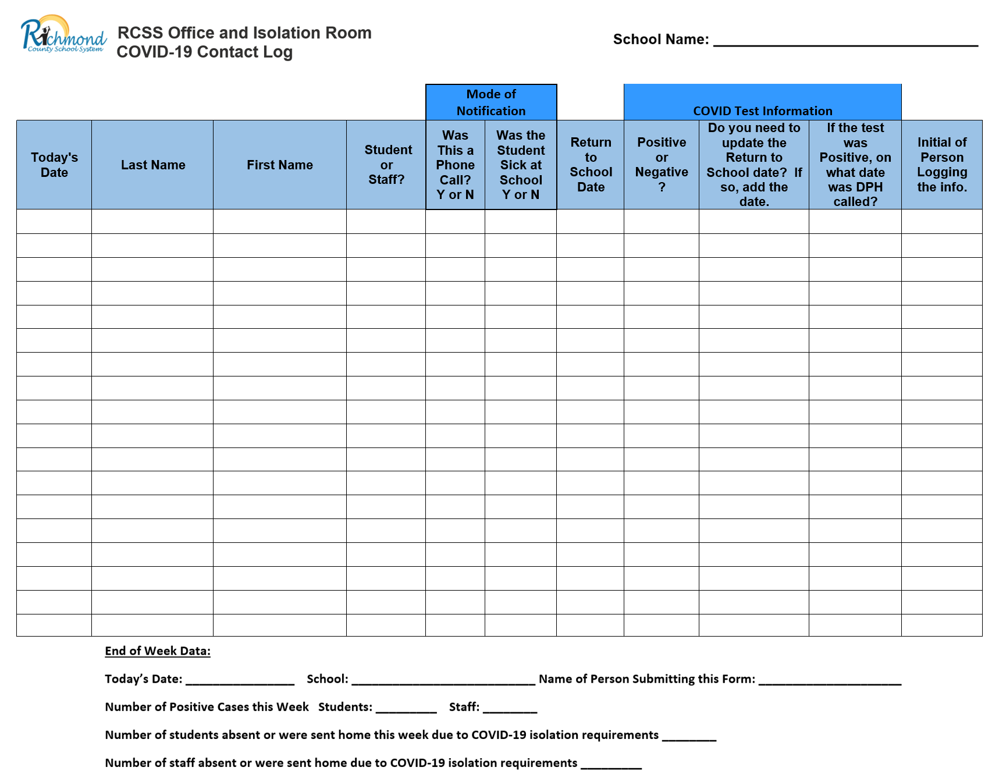 Richmond
County School System
RCSS Office and Isolation Room
COVID-19 Contact Log
School Name: ___________________________________
Mode of
Notification
COVID Test Information
Today's
Date
Last Name
First Name
Student
or
Staff?
Was
This a
Phone
Call?
Y or N
Was the
Student
Sick at
School
Y or N
Return
to
School
Date
Positive
or
Negative
?
Do you need to
update the
Return to
School date?  If
so, add the
date.
If the test
was
Positive, on
what date
was DPH
called?
Initial of
Person
Logging
the info.
End of Week Data:
Today’s Date: ________________   School: ___________________________ Name of Person Submitting this Form: _____________________
Number of Positive Cases this Week   Students: _________   Staff: ________
Number of students absent or were sent home this week due to COVID-19 isolation requirements ________
Number of staff absent or were sent home due to COVID-19 isolation requirements _________